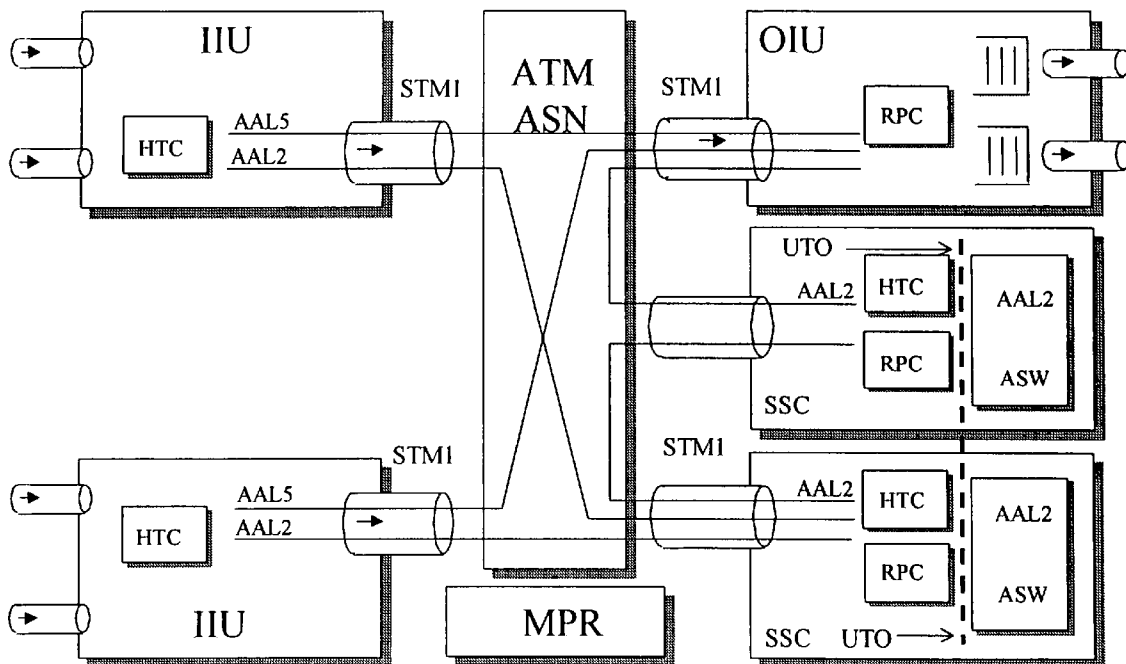 IIU
HTC
AAL5
AAL2
STM1
ATM
ASN
STM1
OIU
RPC
UTO
AAL2
HTC
RPC
SSC
AAL2
ASW
STM1
AAL5
AAL2
HTC
IIU
STM1
AAL2
HTC
RPC
SSC
UTO
AAL2
ASW
MPR